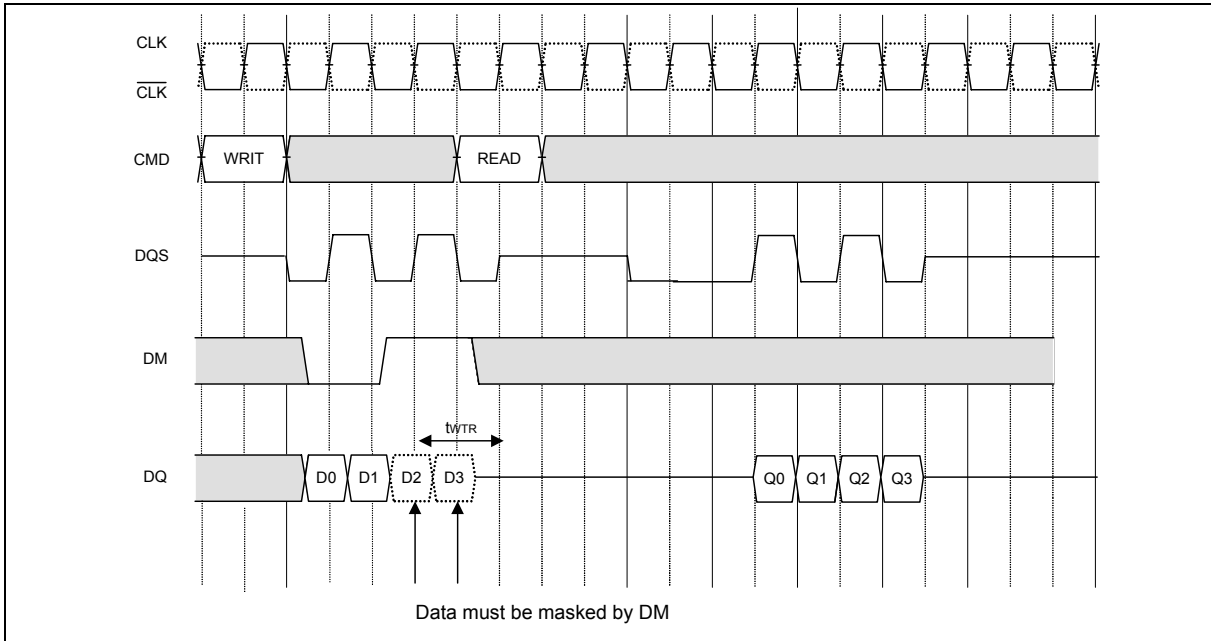 CLK
CLK
CMD WRIT READ
DQS
DM
tWTR
DQ D0 D1 D2 D3 Q0 Q1 Q2 Q3
Data must be masked by DM